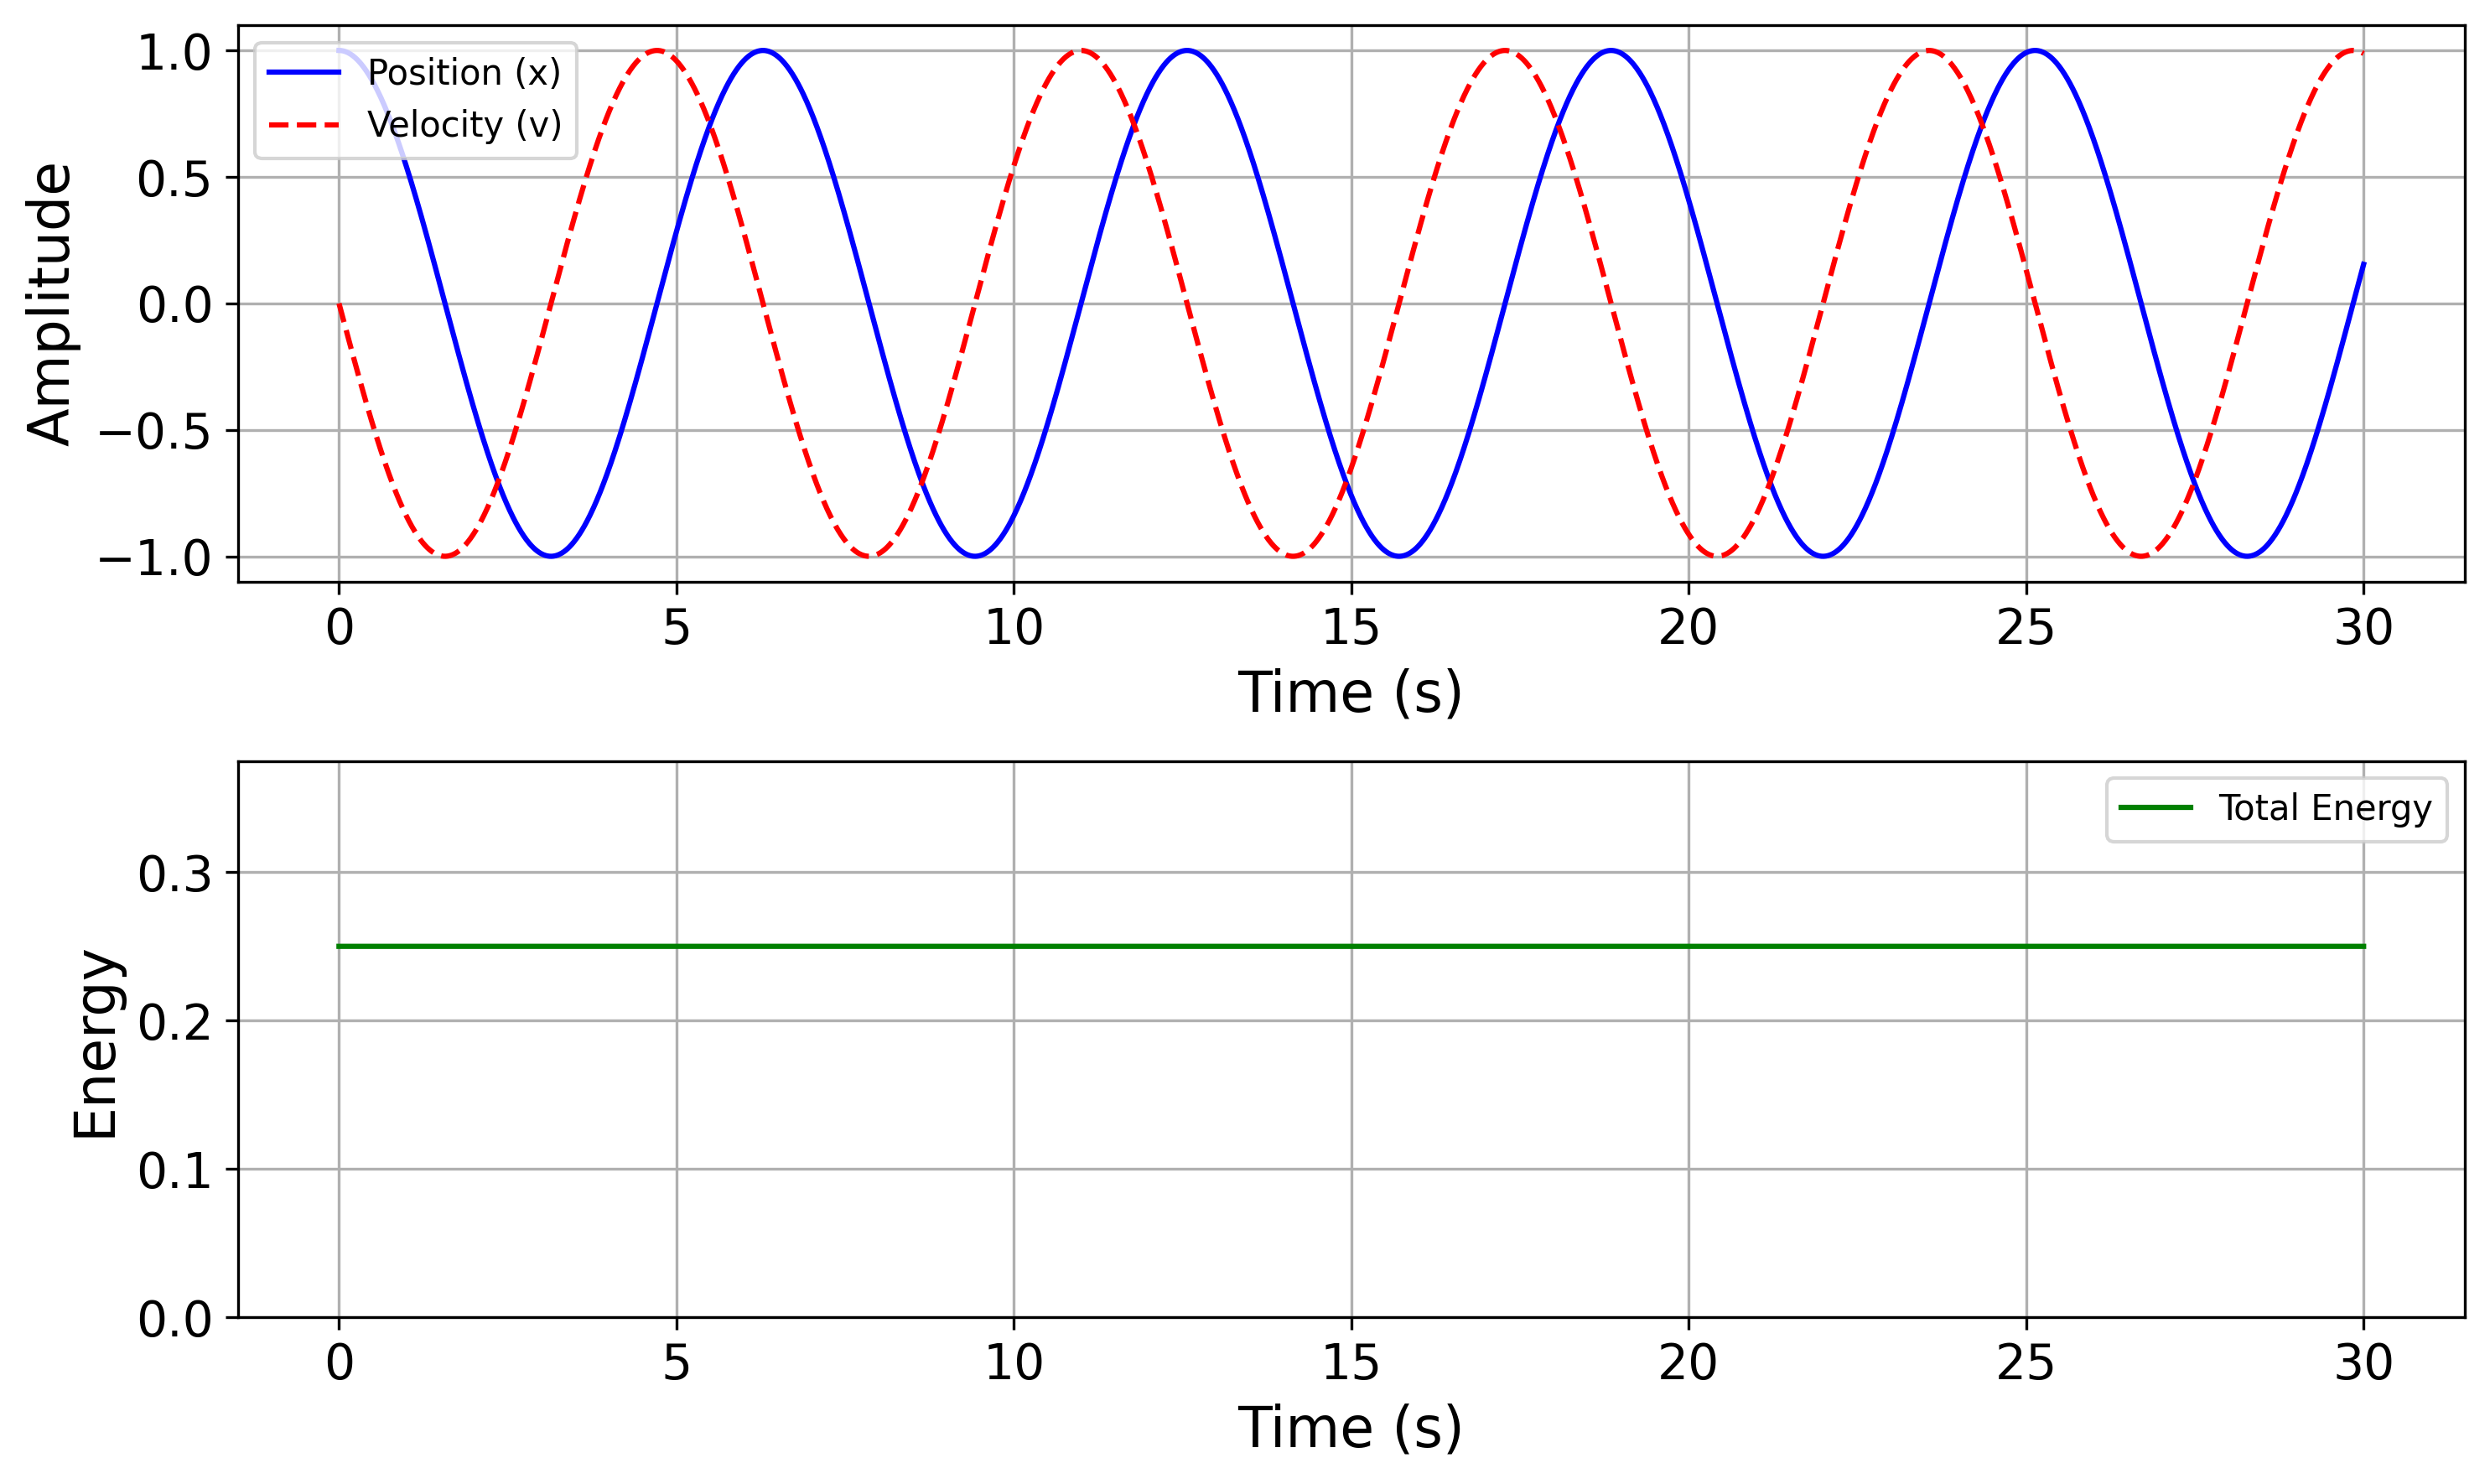 1.0
0.5
0.0
−0.5
−1.0
Amplitude
Position (x)
Velocity (v)
0 5 10 15 20 25 30
Time (s)
0.3
0.2
0.1
0.0
Energy
Total Energy
0 5 10 15 20 25 30
Time (s)